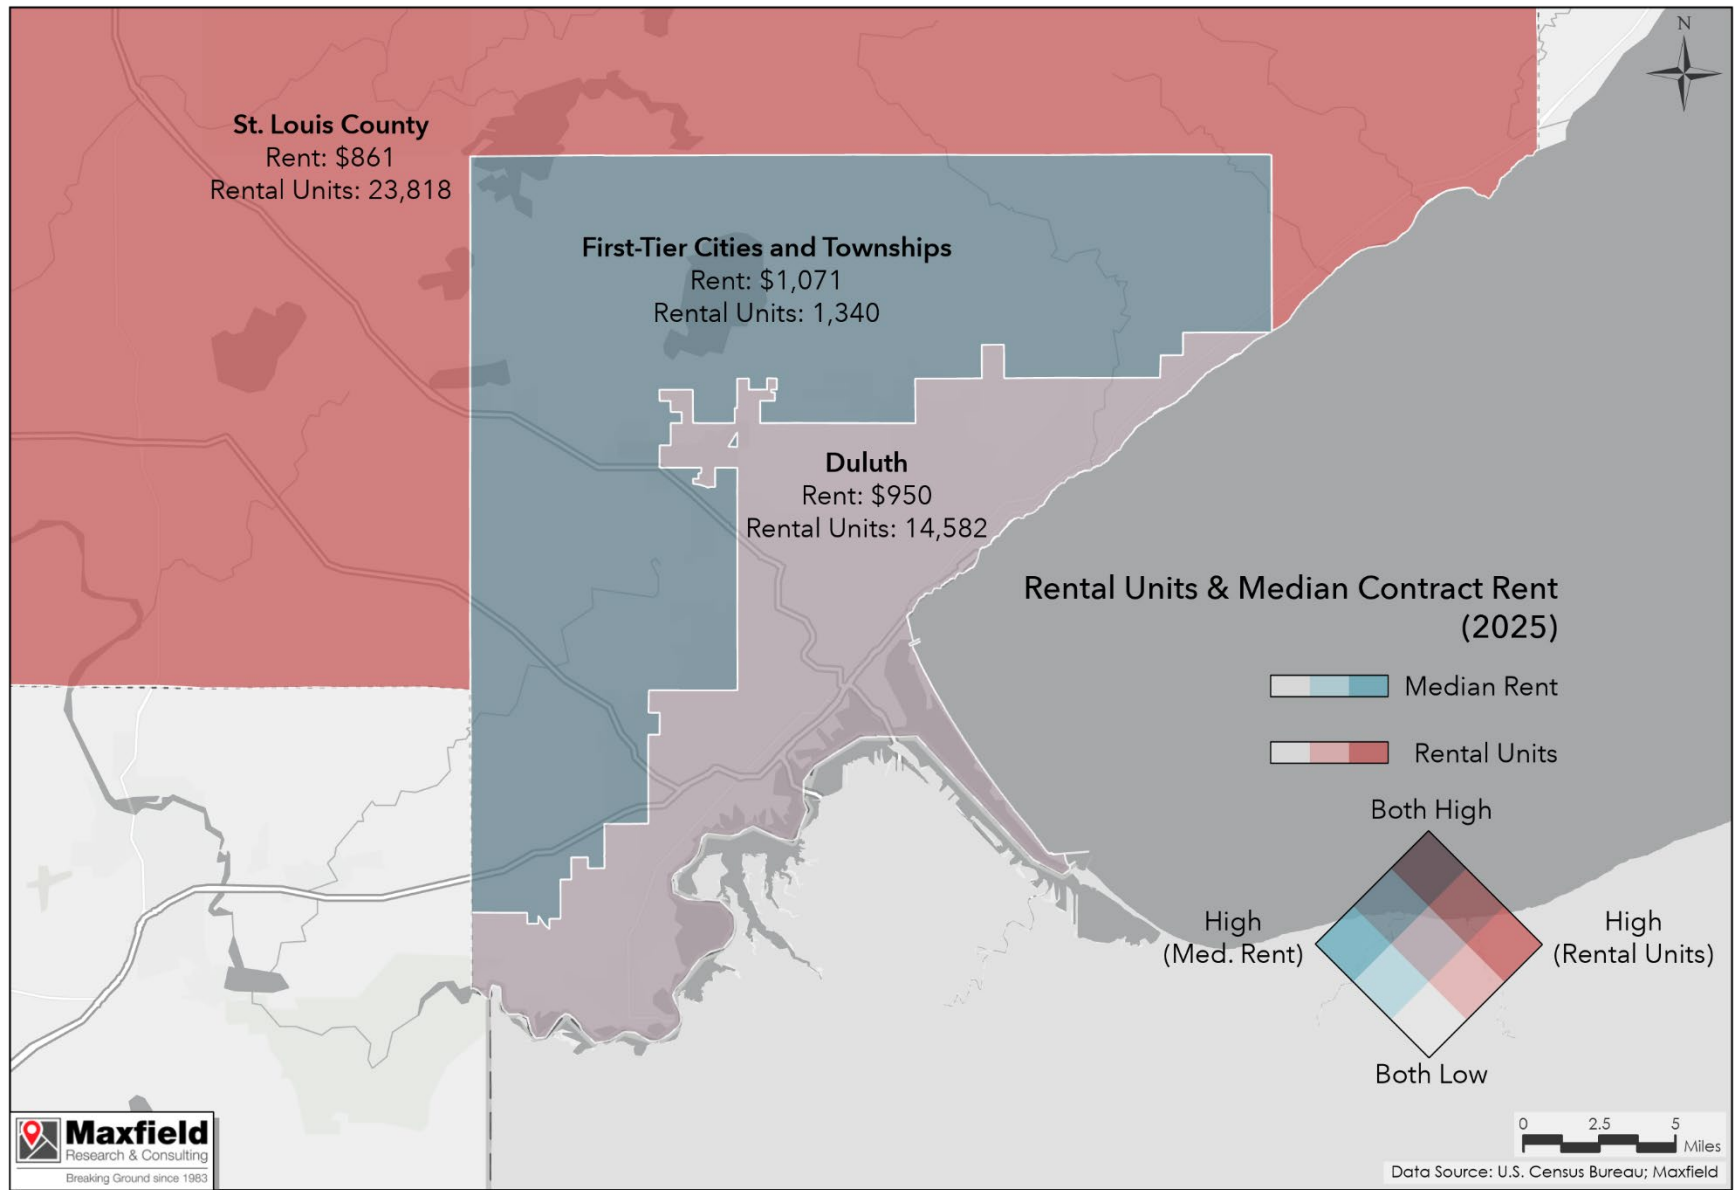 N
St. Louis County
Rent: $861
Rental Units: 23,818
First-Tier Cities and Townships
Rent: $1,071
Rental Units: 1,340
Duluth
Rent: $950
Rental Units: 14,582
Rental Units & Median Contract Rent
(2025)
Median Rent
Rental Units
Both High
High
(Med. Rent)
High
(Rental Units)
Both Low
Maxfield
Research & Consulting
Breaking Ground since 1983
0 2.5 5
Miles
Data Source: U.S. Census Bureau; Maxfield